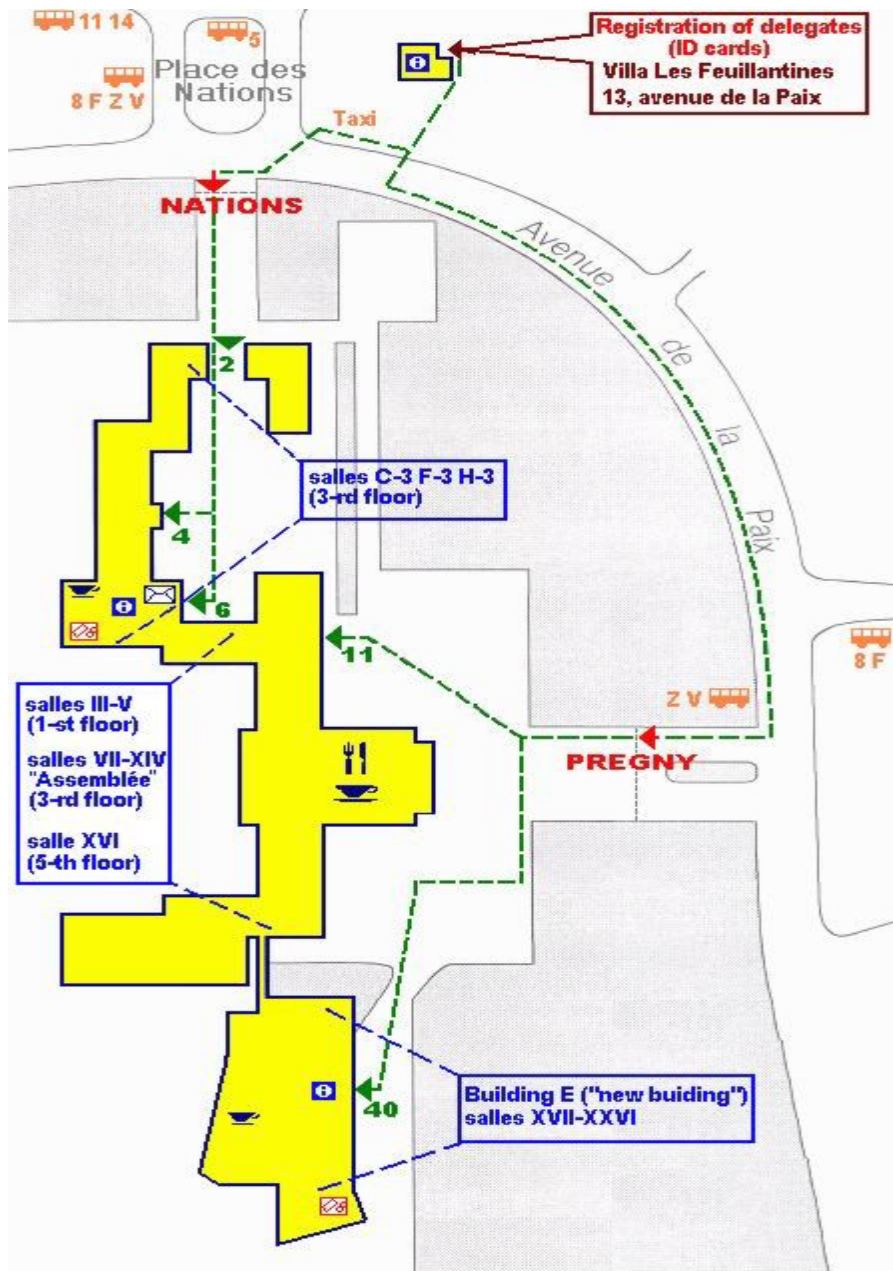 11 14
5
Place des
Nations
8 F Z V
Taxi
Registration of delegates
(ID cards)
Villa Les Feuillantines
13, avenue de la Paix
NATIONS
Avenue
de
la
Paix
2
salles C-3 F-3 H-3
(3-rd floor)
4
6
11
8 F
Z V
PREGNY
salles III-V
(1-st floor)
salles VII-XIV
"Assemblée"
(3-rd floor)
salle XVI
(5-th floor)
40
Building E ("new buiding")
salles XVII-XXVI